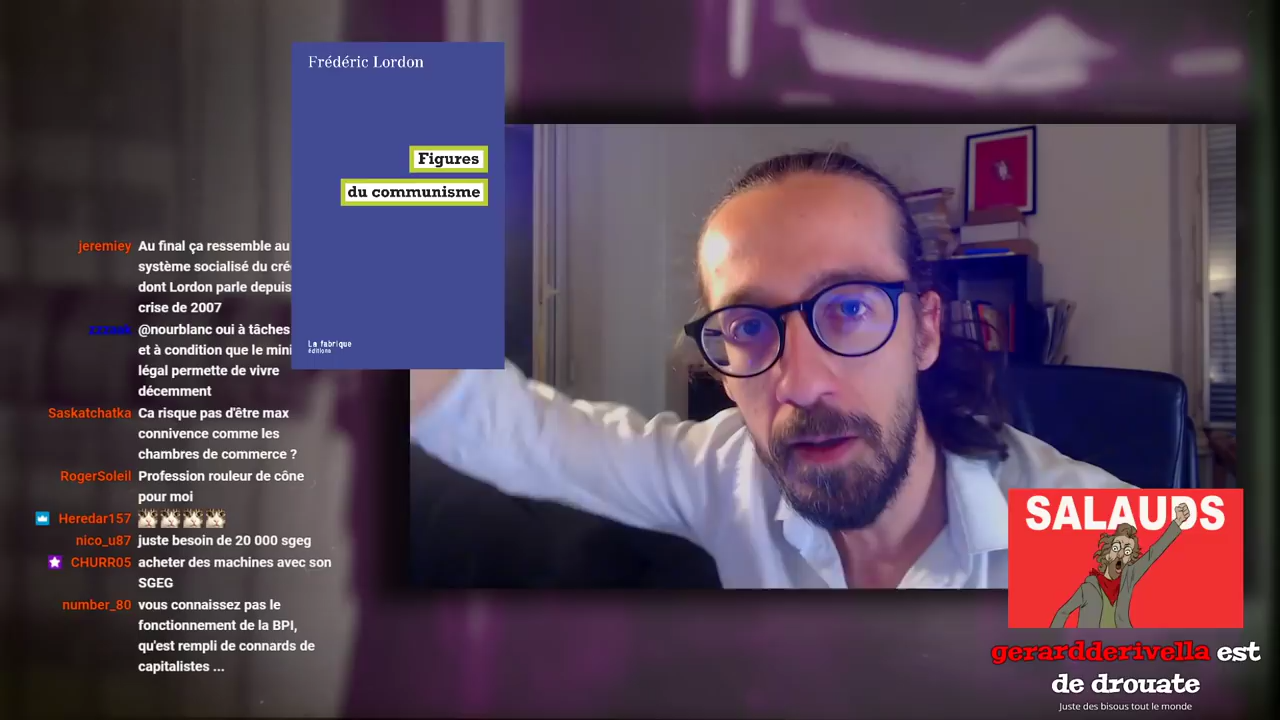 Frédéric Lordon
Figures
du communisme
La fabrique
éditions
jeremiey Au final ça ressemble au
système socialisé du cré
dont Lordon parle depuis
crise de 2007
@nourblanc oui à tâches
et à condition que le mini
légal permette de vivre
décemment
Saskatchatka Ca risque pas d'être max
connivence comme les
chambres de commerce ?
RogerSoleil Profession rouleur de cône
pour moi
Heredar157
nico_u87 juste besoin de 20 000 sgeg
CHURR05 acheter des machines avec son
SGEG
number_80 vous connaissez pas le
fonctionnement de la BPI,
qu'est rempli de connards de
capitalistes ...
SALAUDS
gerardderivella est
de drouate
Juste des bisous tout le monde